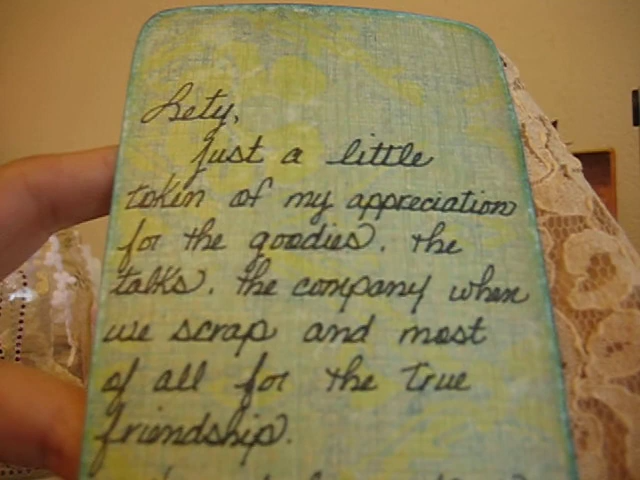 Lety,
Just a little
token of my appreciation
for the goodies. the
talks. the company when
we scrap and most
of all for the true
friendship.